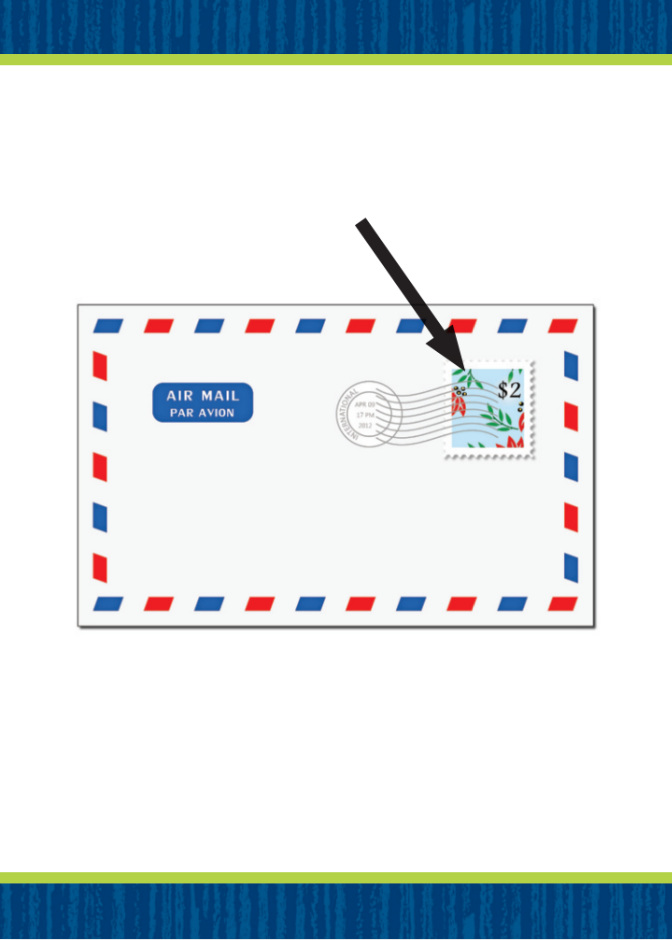 AIR MAIL
PAR AVION
INTERNATIONAL
APR 09
17 PM
2012
$2